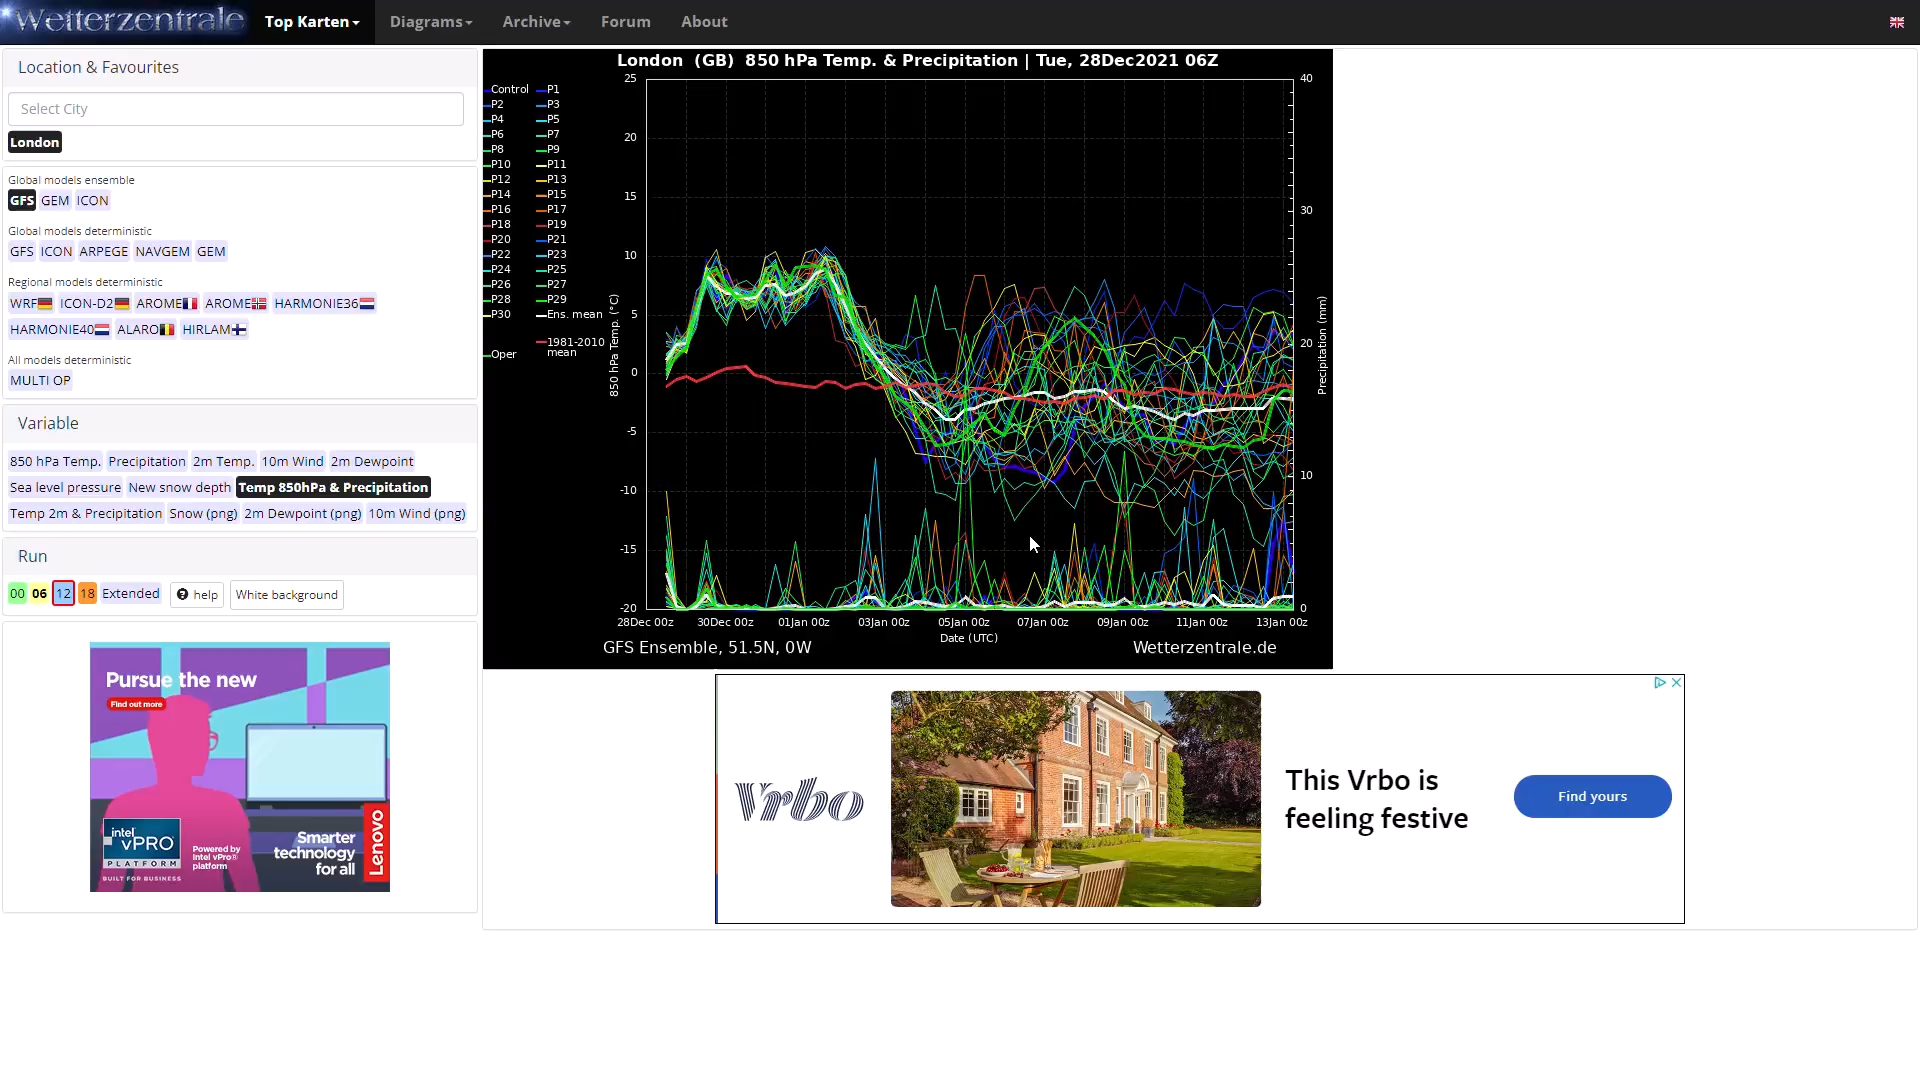 Wetterzentrale
Top Karten
Diagrams
Archive
Forum
About
Location & Favourites
Select City
London
Global models ensemble
GFS GEM ICON
Global models deterministic
GFS ICON ARPEGE NAVGEM GEM
Regional models deterministic
WRF ICON-D2 AROME AROME HARMONIE36
HARMONIE40 ALARO HIRLAM
All models deterministic
MULTI OP
Variable
850 hPa Temp. Precipitation 2m Temp. 10m Wind 2m Dewpoint
Sea level pressure New snow depth Temp 850hPa & Precipitation
Temp 2m & Precipitation Snow (png) 2m Dewpoint (png) 10m Wind (png)
Run
00 06 12 18 Extended help White background
Pursue the new
Find out more
intel
vPRO
PLATFORM
BUILT FOR BUSINESS
Powered by
Intel vPro®
platform
Smarter
technology
for all
Lenovo
London (GB) 850 hPa Temp. & Precipitation | Tue, 28Dec2021 06Z
Control P1
P2 P3
P4 P5
P6 P7
P8 P9
P10 P11
P12 P13
P14 P15
P16 P17
P18 P19
P20 P21
P22 P23
P24 P25
P26 P27
P28 P29
P30 Ens. mean
Oper 1981-2010
mean
850 hPa Temp. (°C)
25
20
15
10
5
0
-5
-10
-15
-20
40
30
20
10
0
Precipitation (mm)
28Dec 00z 30Dec 00z 01Jan 00z 03Jan 00z 05Jan 00z 07Jan 00z 09Jan 00z 11Jan 00z 13Jan 00z
Date (UTC)
GFS Ensemble, 51.5N, 0W Wetterzentrale.de
Vrbo
This Vrbo is
feeling festive
Find yours